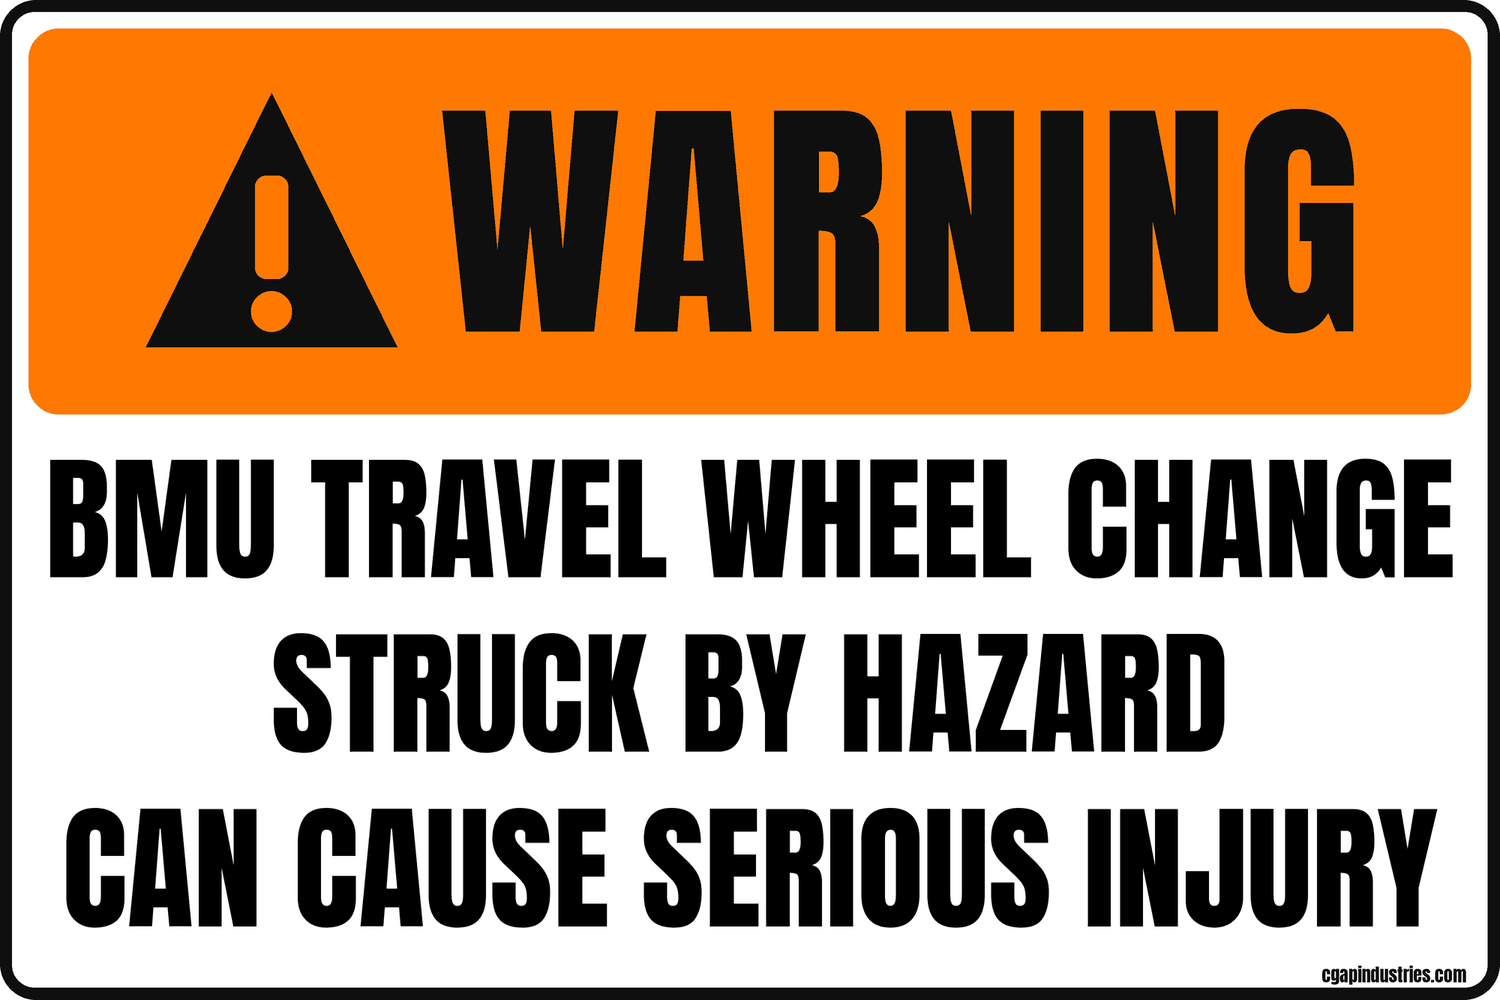 WARNING
BMU TRAVEL WHEEL CHANGE
STRUCK BY HAZARD
CAN CAUSE SERIOUS INJURY
cgapindustries.com